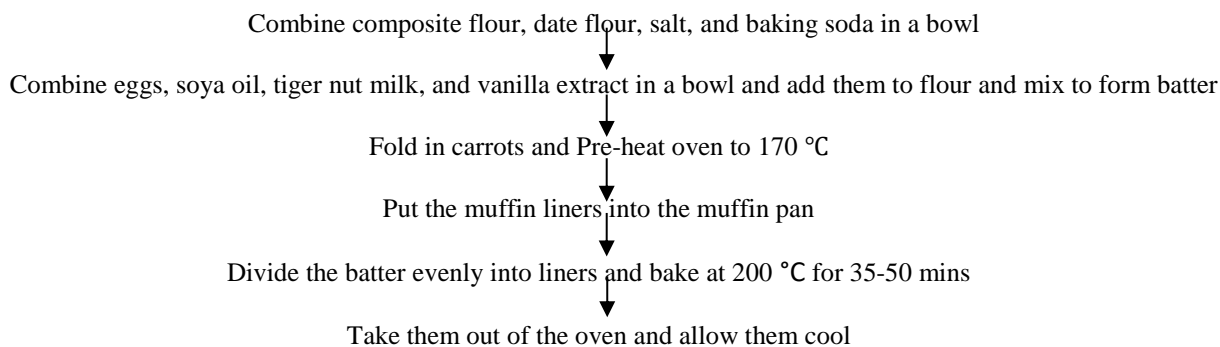 Combine composite flour, date flour, salt, and baking soda in a bowl
Combine eggs, soya oil, tiger nut milk, and vanilla extract in a bowl and add them to flour and mix to form batter
Fold in carrots and Pre-heat oven to 170 ℃
Put the muffin liners into the muffin pan
Divide the batter evenly into liners and bake at 200 °C for 35-50 mins
Take them out of the oven and allow them cool